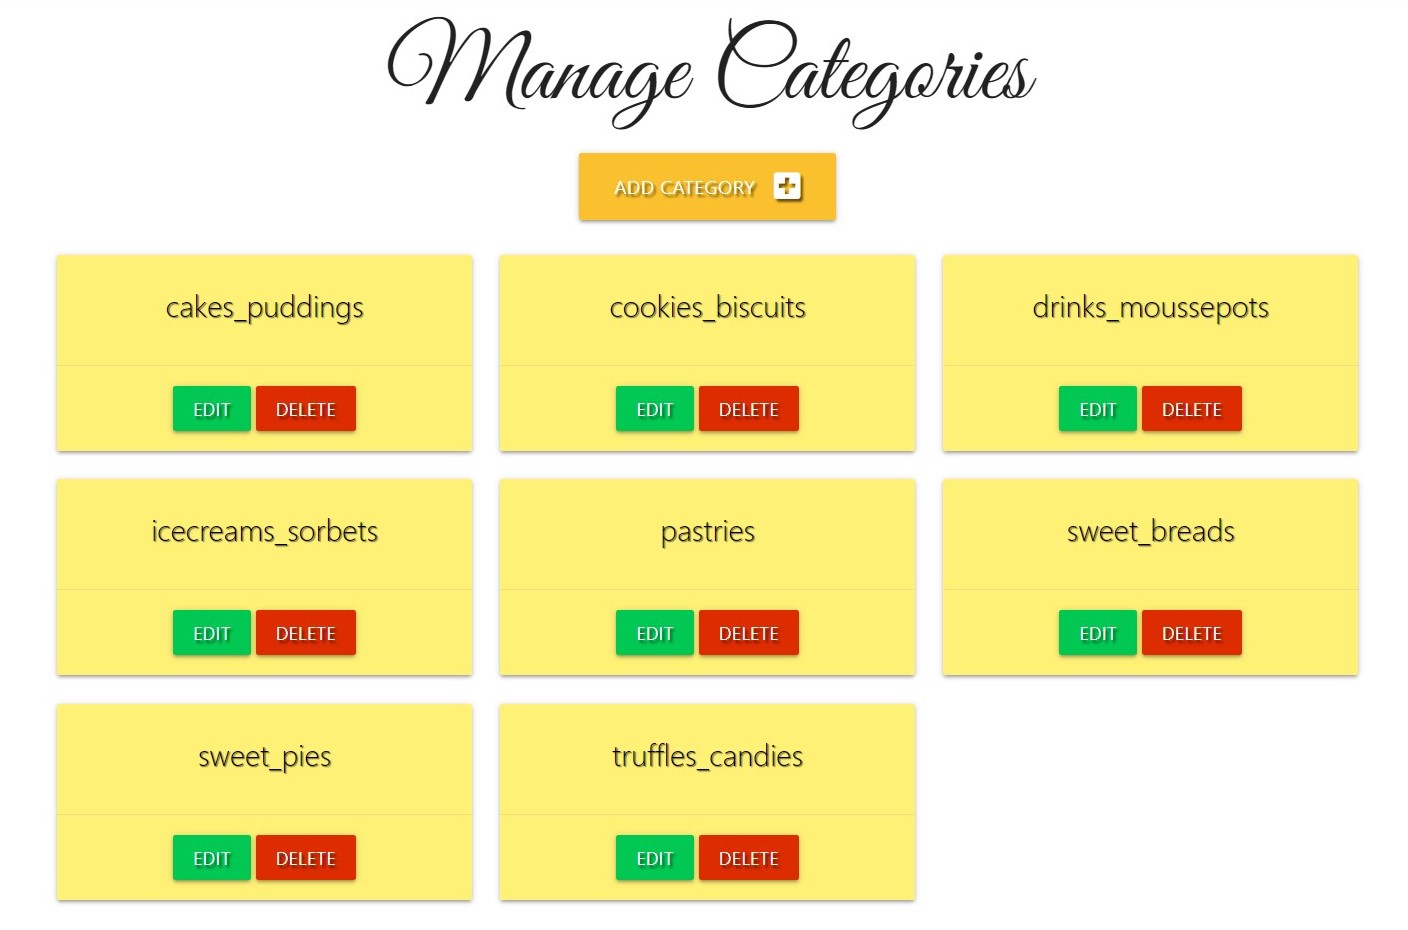 Manage Categories
ADD CATEGORY
cakes_puddings
cookies_biscuits
drinks_moussepots
EDIT DELETE
EDIT DELETE
EDIT DELETE
icecreams_sorbets
pastries
sweet_breads
EDIT DELETE
EDIT DELETE
EDIT DELETE
sweet_pies
truffles_candies
EDIT DELETE
EDIT DELETE